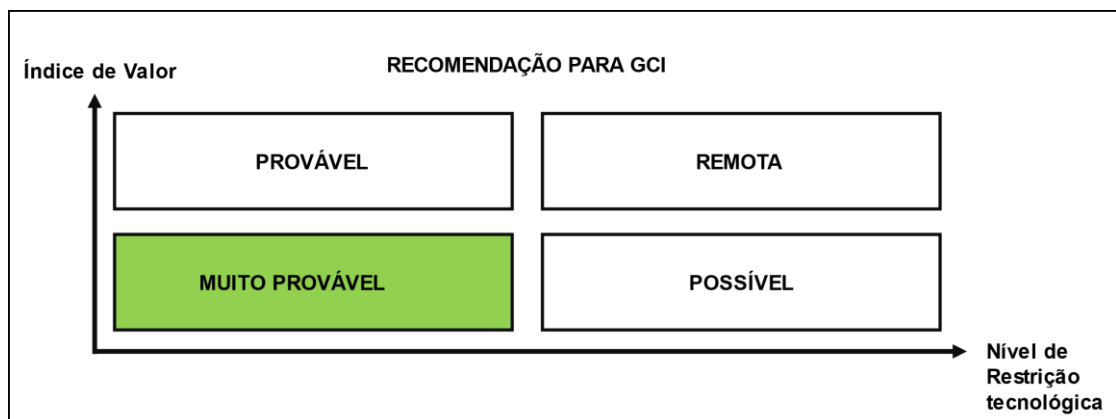 RECOMENDAÇÃO PARA GCI
Índice de Valor
PROVÁVEL
REMOTA
MUITO PROVÁVEL
POSSÍVEL
Nível de
Restrição
tecnológica